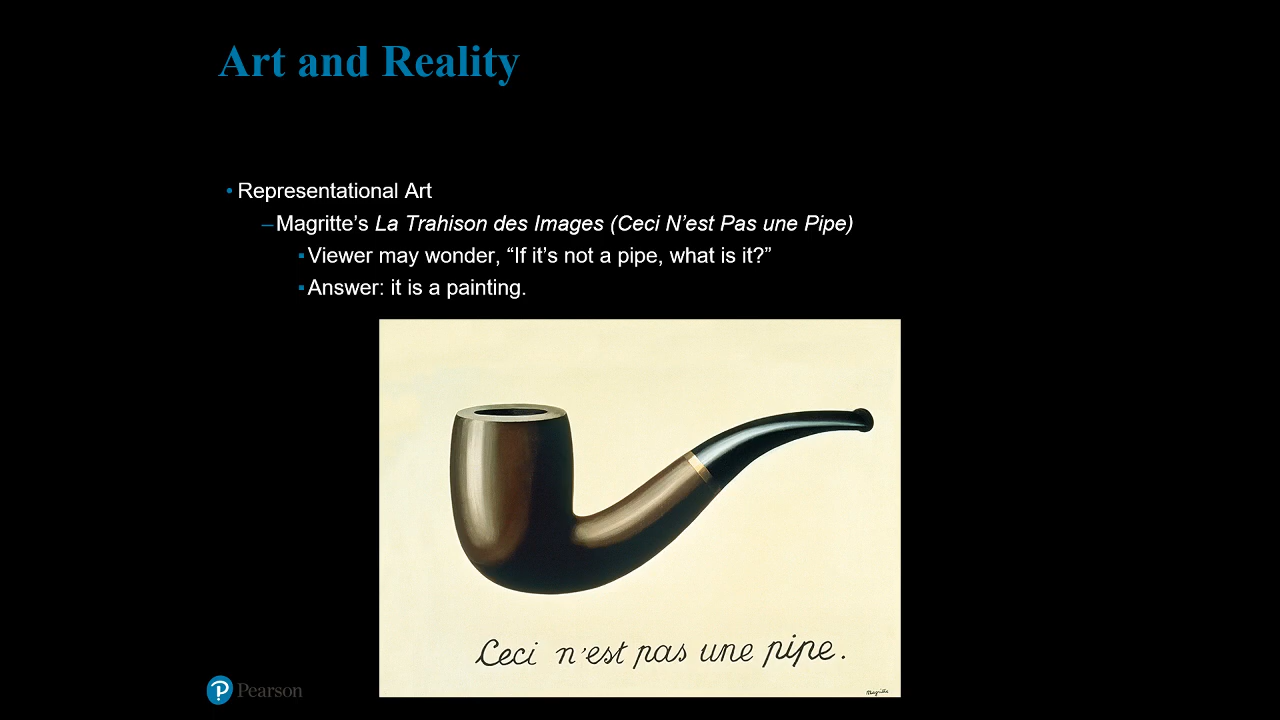 Art and Reality
• Representational Art
–Magritte’s La Trahison des Images (Ceci N’est Pas une Pipe)
▪Viewer may wonder, “If it’s not a pipe, what is it?”
▪Answer: it is a painting.
Ceci n'est pas une pipe.
Magritte
Pearson